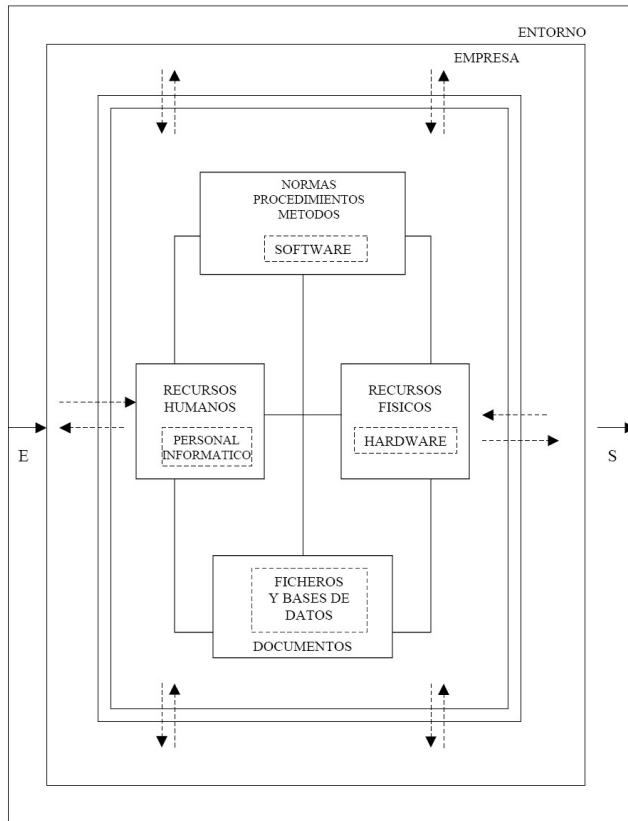 ENTORNO
EMPRESA
NORMAS
PROCEDIMIENTOS
METODOS
SOFTWARE
RECURSOS
HUMANOS
PERSONAL
INFORMATICO
RECURSOS
FISICOS
HARDWARE
E
S
FICHEROS
Y BASES DE
DATOS
DOCUMENTOS